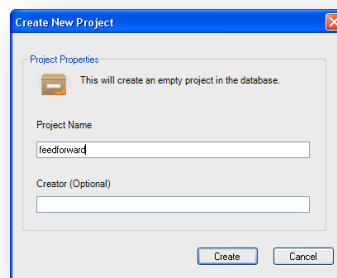 Create New Project
Project Properties
This will create an empty project in the database.
Project Name
feedforward
Creator (Optional)
Create
Cancel